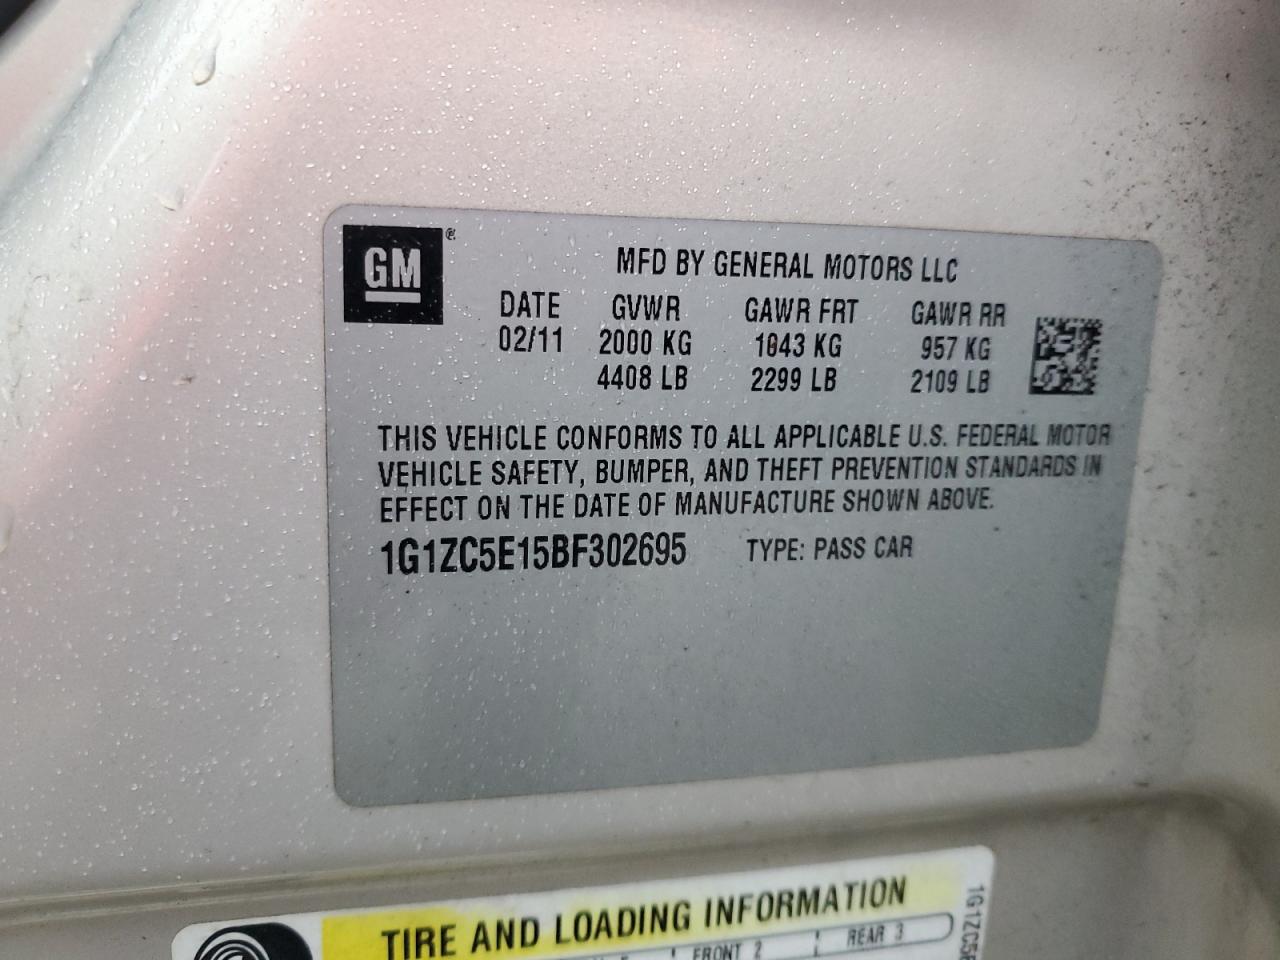 GM
MFD BY GENERAL MOTORS LLC
DATE GVWR GAWR FRT GAWR RR
02/11 2000 KG 1043 KG 957 KG
4408 LB 2299 LB 2109 LB
THIS VEHICLE CONFORMS TO ALL APPLICABLE U.S. FEDERAL MOTOR
VEHICLE SAFETY, BUMPER, AND THEFT PREVENTION STANDARDS IN
EFFECT ON THE DATE OF MANUFACTURE SHOWN ABOVE.
1G1ZC5E15BF302695 TYPE: PASS CAR
TIRE AND LOADING INFORMATION
FRONT 2 REAR 3
1G1ZC5